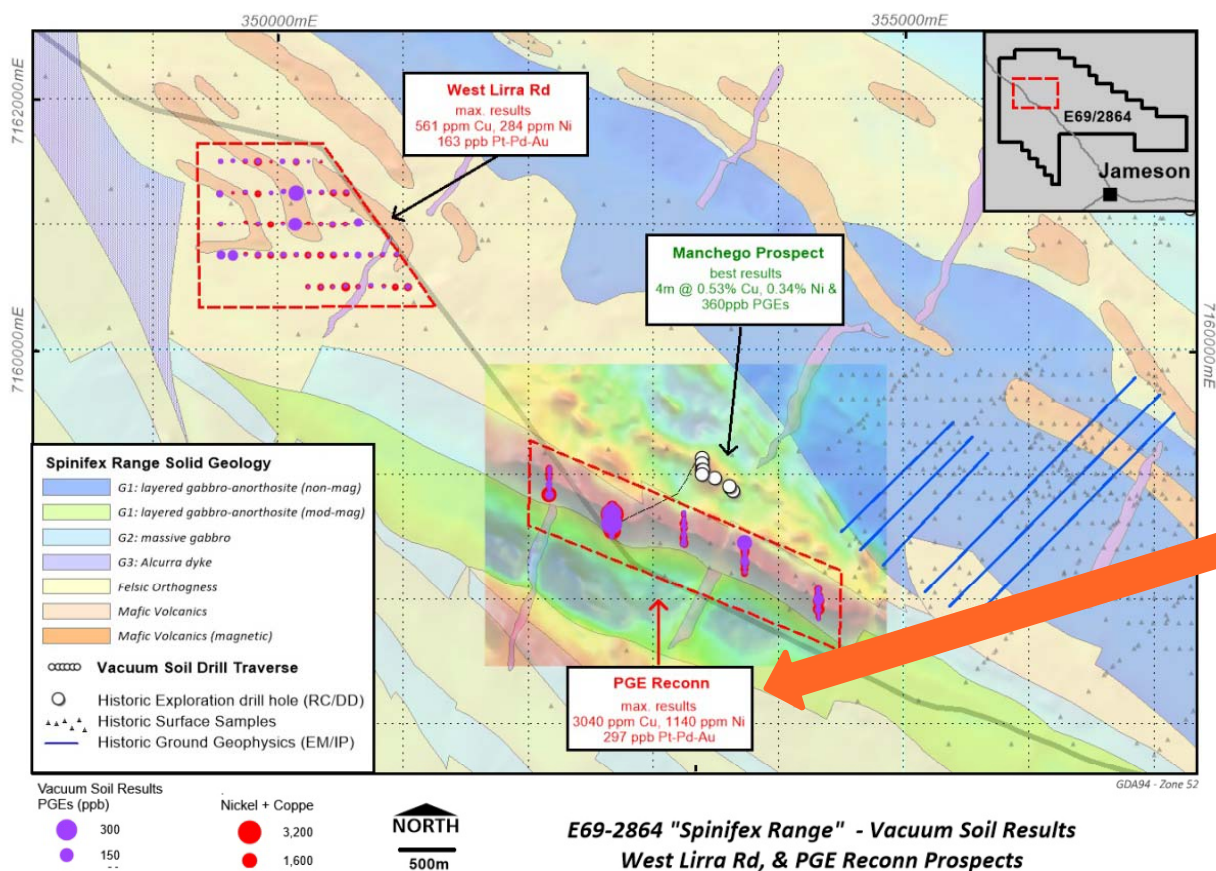 350000mE
355000mE
7162000mE
7160000mE
7160000mE
West Lirra Rd
max. results
561 ppm Cu, 284 ppm Ni
163 ppb Pt-Pd-Au
E69/2864
Jameson
Manchego Prospect
best results
4m @ 0.53% Cu, 0.34% Ni &
360ppb PGEs
Spinifex Range Solid Geology
G1: layered gabbro-anorthosite (non-mag)
G1: layered gabbro-anorthosite (mod-mag)
G2: massive gabbro
G3: Alcurra dyke
Felsic Orthogness
Mafic Volcanics
Mafic Volcanics (magnetic)
Vacuum Soil Drill Traverse
Historic Exploration drill hole (RC/DD)
Historic Surface Samples
Historic Ground Geophysics (EM/IP)
PGE Reconn
max. results
3040 ppm Cu, 1140 ppm Ni
297 ppb Pt-Pd-Au
GDA94 - Zone 52
Vacuum Soil Results
PGEs (ppb)
300
150
Nickel + Coppe
3,200
1,600
NORTH
500m
E69-2864 "Spinifex Range" - Vacuum Soil Results
West Lirra Rd, & PGE Reconn Prospects